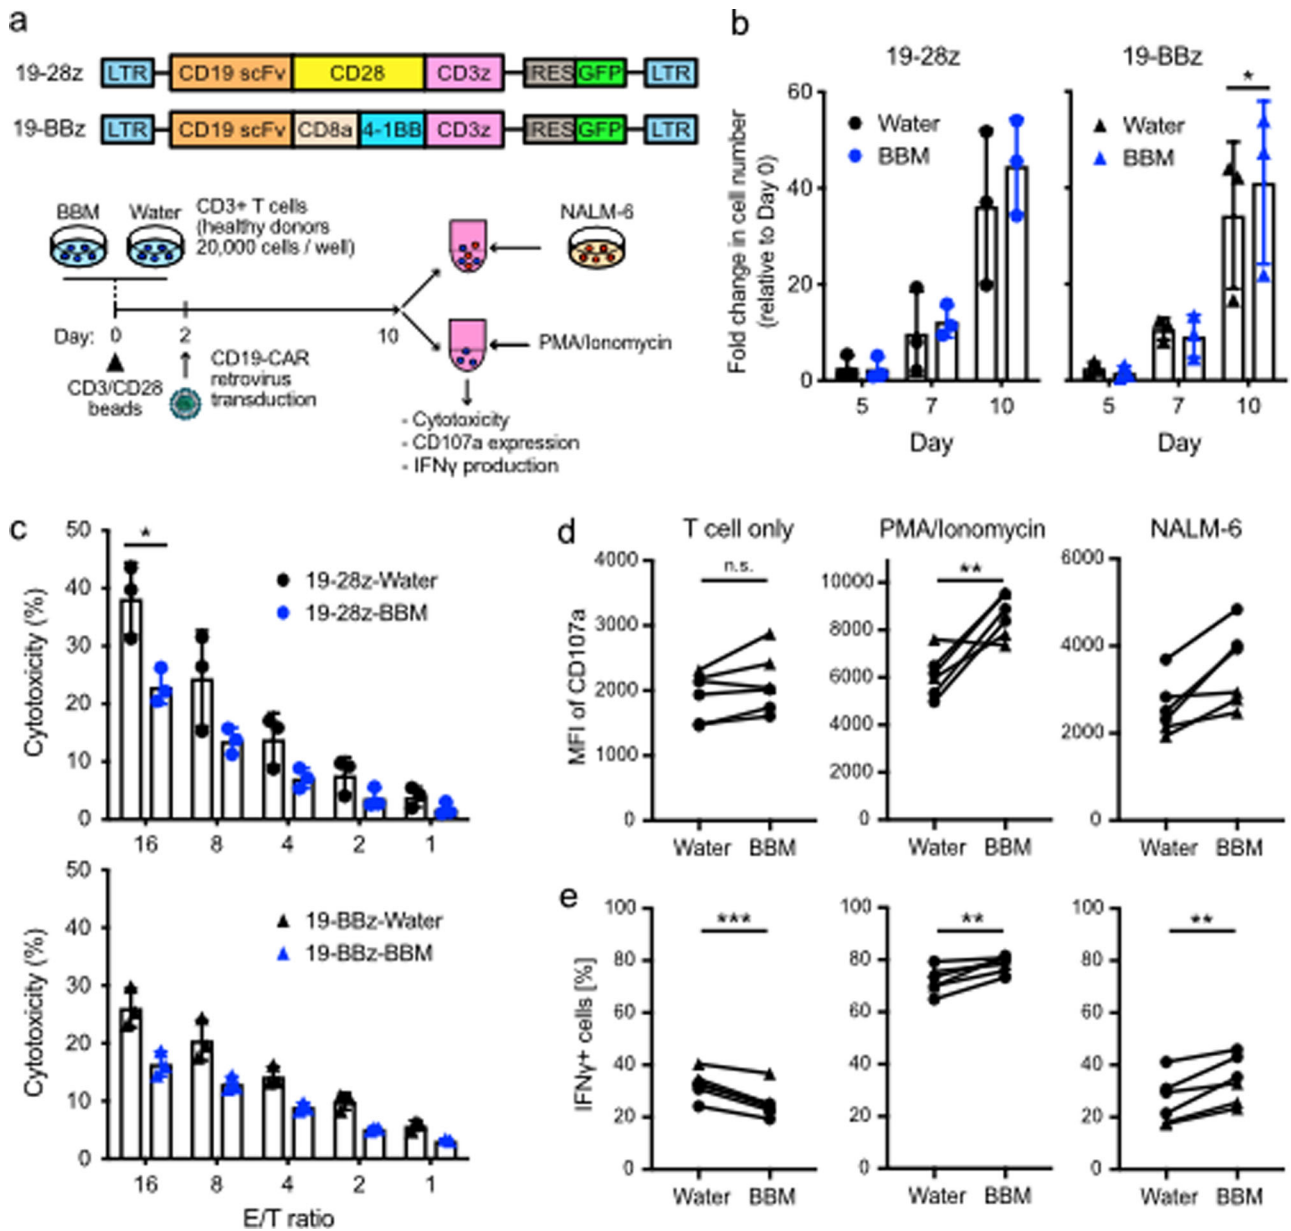 a
19-28z LTR CD19 scFv CD28 CD3z IRES GFP LTR
19-BBz LTR CD19 scFv CD8a 4-1BB CD3z IRES GFP LTR
BBM Water CD3+ T cells
(healthy donors
20,000 cells / well)
NALM-6
Day: 0 2 10
PMA/Ionomycin
CD3/CD28
beads
CD19-CAR
retrovirus
transduction
- Cytotoxicity
- CD107a expression
- IFNγ production
b
19-28z 19-BBz
Fold change in cell number
(relative to Day 0)
60
40
20
0
Water
BBM
5 7 10
Day
*
Water
BBM
5 7 10
Day
c
Cytotoxicity (%)
50
40
30
20
10
0
*
19-28z-Water
19-28z-BBM
16 8 4 2 1
Cytotoxicity (%)
50
40
30
20
10
0
19-BBz-Water
19-BBz-BBM
16 8 4 2 1
E/T ratio
d
T cell only PMA/Ionomycin NALM-6
MFI of CD107a
4000
3000
2000
1000
0
n.s.
Water BBM
10000
8000
6000
4000
2000
0
**
Water BBM
6000
4000
2000
0
Water BBM
e
IFNγ+ cells [%]
100
80
60
40
20
0
***
Water BBM
100
80
60
40
20
0
**
Water BBM
100
80
60
40
20
0
**
Water BBM